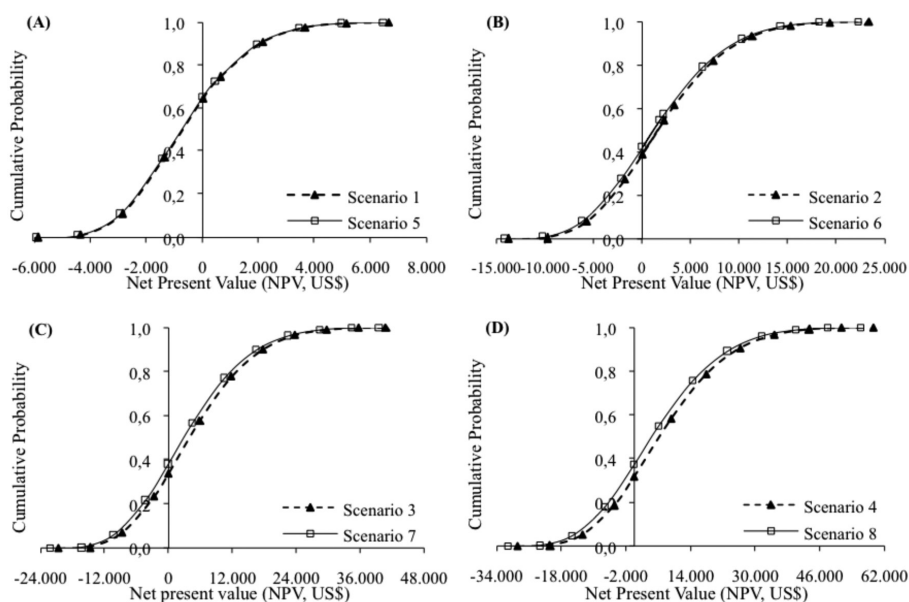 (A)
Cumulative Probability
1,0
0,8
0,6
0,4
0,2
0,0
-6.000 -4.000 -2.000 0 2.000 4.000 6.000 8.000
Net Present Value (NPV, US$)
Scenario 1
Scenario 5
(B)
Cumulative Probability
1,0
0,8
0,6
0,4
0,2
0,0
-15.000 -10.000 -5.000 0 5.000 10.000 15.000 20.000 25.000
Net Present Value (NPV, US$)
Scenario 2
Scenario 6
(C)
Cumulative Probability
1,0
0,8
0,6
0,4
0,2
0,0
-24.000 -12.000 0 12.000 24.000 36.000 48.000
Net present value (NPV, US$)
Scenario 3
Scenario 7
(D)
Cumulative Probability
1,0
0,8
0,6
0,4
0,2
0,0
-34.000 -18.000 -2.000 14.000 30.000 46.000 62.000
Net Present Value (NPV, US$)
Scenario 4
Scenario 8